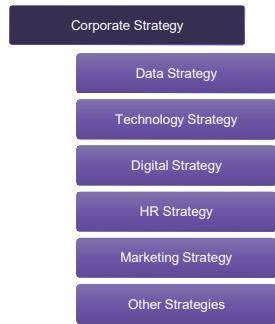 Corporate Strategy
Data Strategy
Technology Strategy
Digital Strategy
HR Strategy
Marketing Strategy
Other Strategies